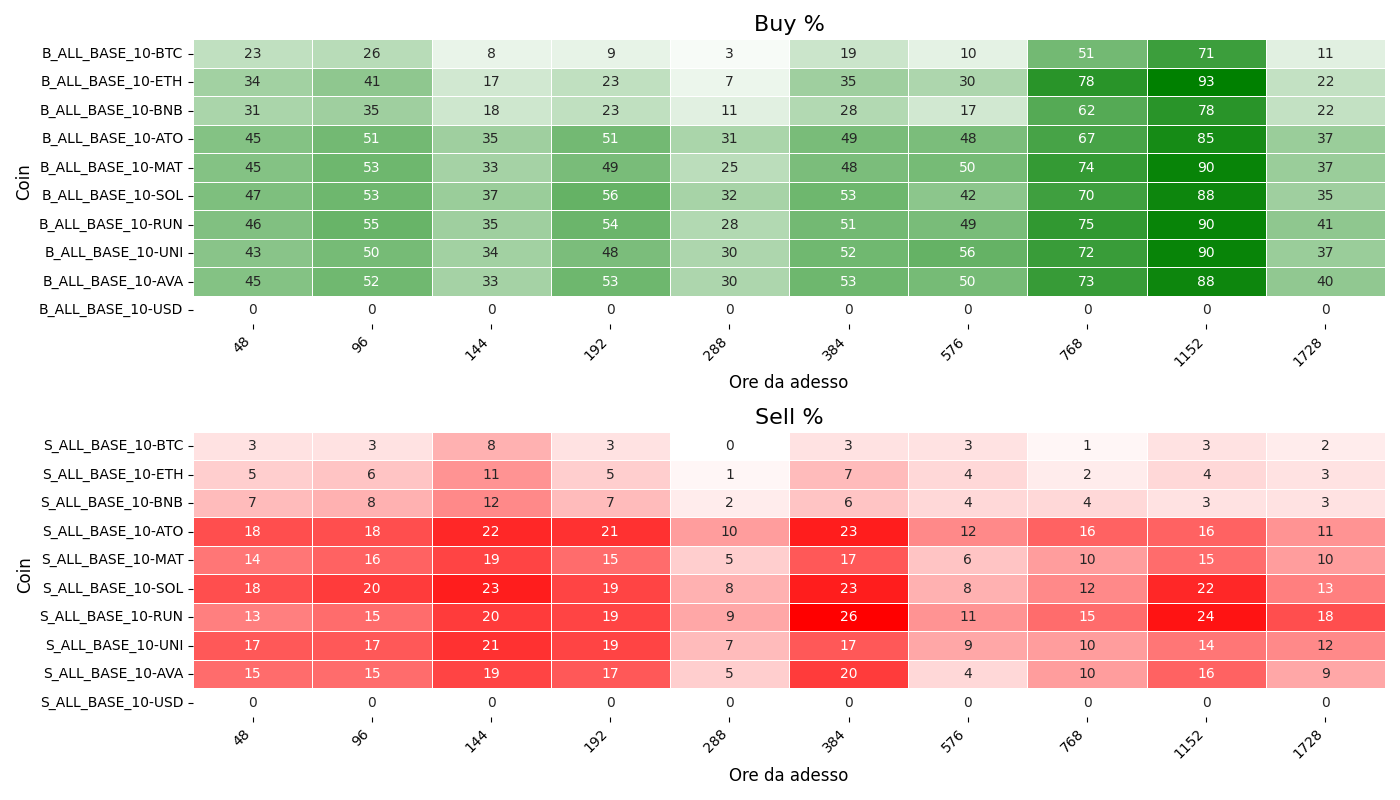 Buy %
B_ALL_BASE_10-BTC 23 26 8 9 3 19 10 51 71 11
B_ALL_BASE_10-ETH 34 41 17 23 7 35 30 78 93 22
B_ALL_BASE_10-BNB 31 35 18 23 11 28 17 62 78 22
B_ALL_BASE_10-ATO 45 51 35 51 31 49 48 67 85 37
B_ALL_BASE_10-MAT 45 53 33 49 25 48 50 74 90 37
B_ALL_BASE_10-SOL 47 53 37 56 32 53 42 70 88 35
B_ALL_BASE_10-RUN 46 55 35 54 28 51 49 75 90 41
B_ALL_BASE_10-UNI 43 50 34 48 30 52 56 72 90 37
B_ALL_BASE_10-AVA 45 52 33 53 30 53 50 73 88 40
B_ALL_BASE_10-USD 0 0 0 0 0 0 0 0 0 0
Coin
48 96 144 192 288 384 576 768 1152 1728
Ore da adesso
Sell %
S_ALL_BASE_10-BTC 3 3 8 3 0 3 3 1 3 2
S_ALL_BASE_10-ETH 5 6 11 5 1 7 4 2 4 3
S_ALL_BASE_10-BNB 7 8 12 7 2 6 4 4 3 3
S_ALL_BASE_10-ATO 18 18 22 21 10 23 12 16 16 11
S_ALL_BASE_10-MAT 14 16 19 15 5 17 6 10 15 10
S_ALL_BASE_10-SOL 18 20 23 19 8 23 8 12 22 13
S_ALL_BASE_10-RUN 13 15 20 19 9 26 11 15 24 18
S_ALL_BASE_10-UNI 17 17 21 19 7 17 9 10 14 12
S_ALL_BASE_10-AVA 15 15 19 17 5 20 4 10 16 9
S_ALL_BASE_10-USD 0 0 0 0 0 0 0 0 0 0
Coin
48 96 144 192 288 384 576 768 1152 1728
Ore da adesso